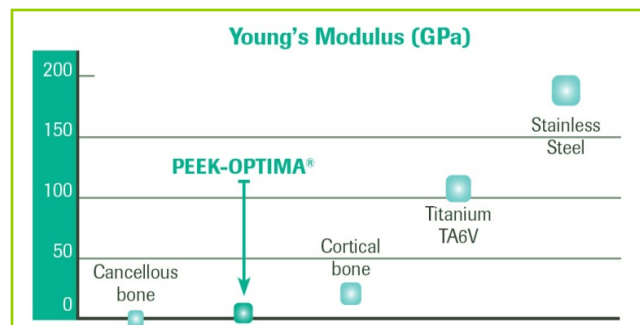 Young's Modulus (GPa)
200
150
100
50
0
Stainless
Steel
PEEK-OPTIMA®
Titanium
TA6V
Cortical
bone
Cancellous
bone